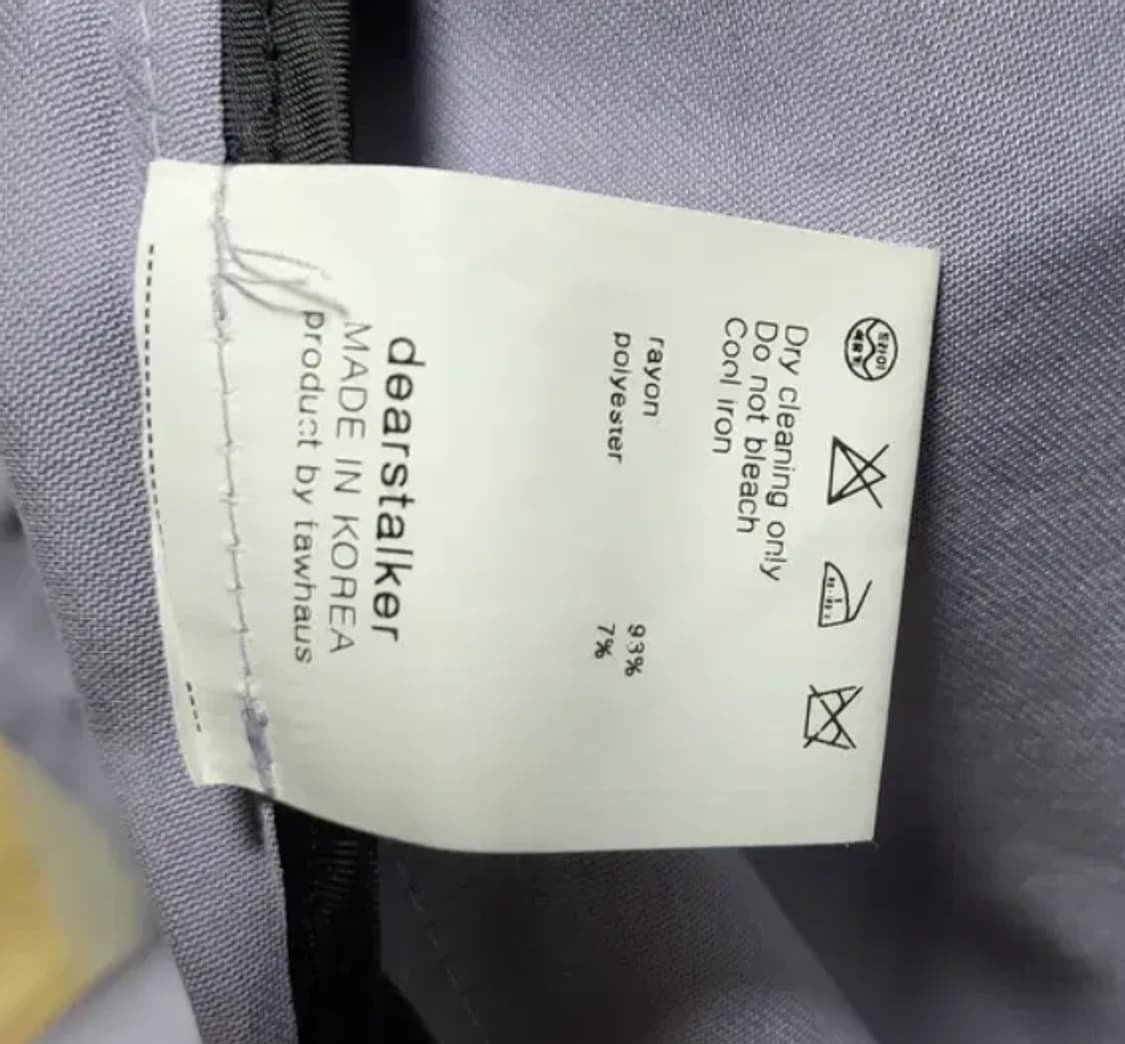 Dry cleaning only
Do not bleach
Cool iron
rayon 93%
polyester 7%
dearstalker
MADE IN KOREA
product by tawhaus